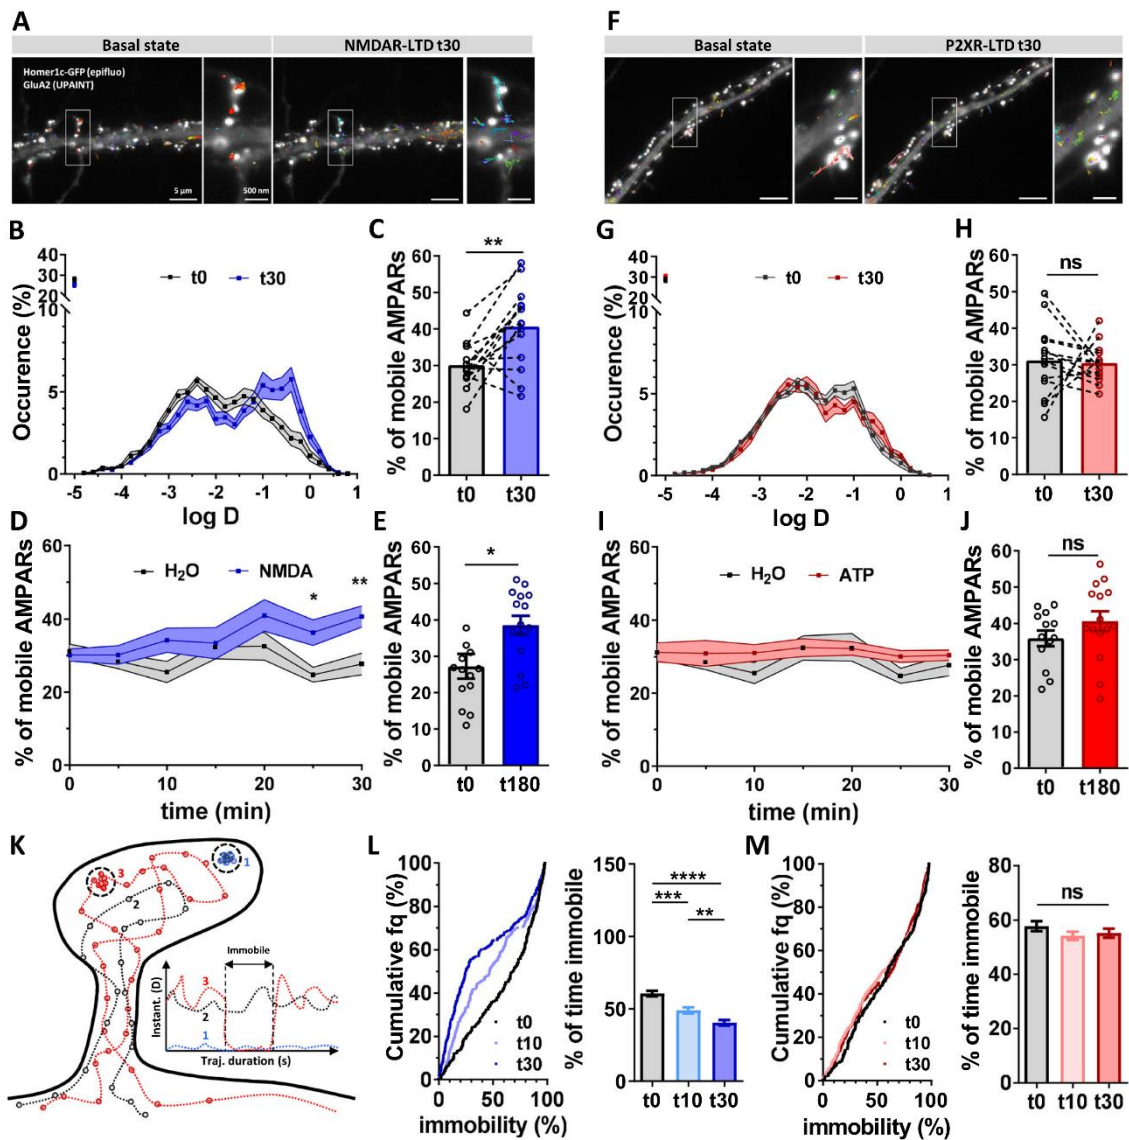 A
Basal state
NMDAR-LTD t30
Homer1c-GFP (epifluo)
GluA2 (UPAINT)
5 µm
500 nm
F
Basal state
P2XR-LTD t30
B
Occurence (%)
40
30
20
10
5
0
t0
t30
-5 -4 -3 -2 -1 0 1
log D
C
% of mobile AMPARs
60
50
40
30
20
10
0
**
t0 t30
G
Occurence (%)
40
30
20
10
5
0
t0
t30
-5 -4 -3 -2 -1 0 1
log D
H
% of mobile AMPARs
60
50
40
30
20
10
0
ns
t0 t30
D
% of mobile AMPARs
60
40
20
0
H2O
NMDA
*
**
0 10 20 30
time (min)
E
% of mobile AMPARs
60
50
40
30
20
10
0
*
t0 t180
I
% of mobile AMPARs
60
40
20
0
H2O
ATP
0 10 20 30
time (min)
J
% of mobile AMPARs
60
50
40
30
20
10
0
ns
t0 t180
K
3
1
2
Immobile
Instant. (D)
3
2
1
Traj. duration (s)
L
Cumulative fq (%)
100
80
60
40
20
0
t0
t10
t30
0 50 100
immobility (%)
% of time immobile
150
100
50
0
****
***
**
t0 t10 t30
M
Cumulative fq (%)
100
80
60
40
20
0
t0
t10
t30
0 50 100
immobility (%)
% of time immobile
80
60
40
20
0
ns
t0 t10 t30